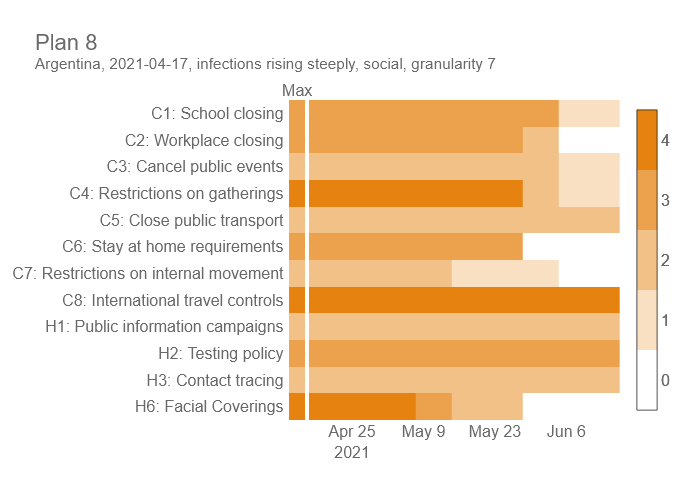 Plan 8
Argentina, 2021-04-17, infections rising steeply, social, granularity 7
Max
C1: School closing
C2: Workplace closing
C3: Cancel public events
C4: Restrictions on gatherings
C5: Close public transport
C6: Stay at home requirements
C7: Restrictions on internal movement
C8: International travel controls
H1: Public information campaigns
H2: Testing policy
H3: Contact tracing
H6: Facial Coverings
Apr 25 May 9 May 23 Jun 6
2021
4
3
2
1
0